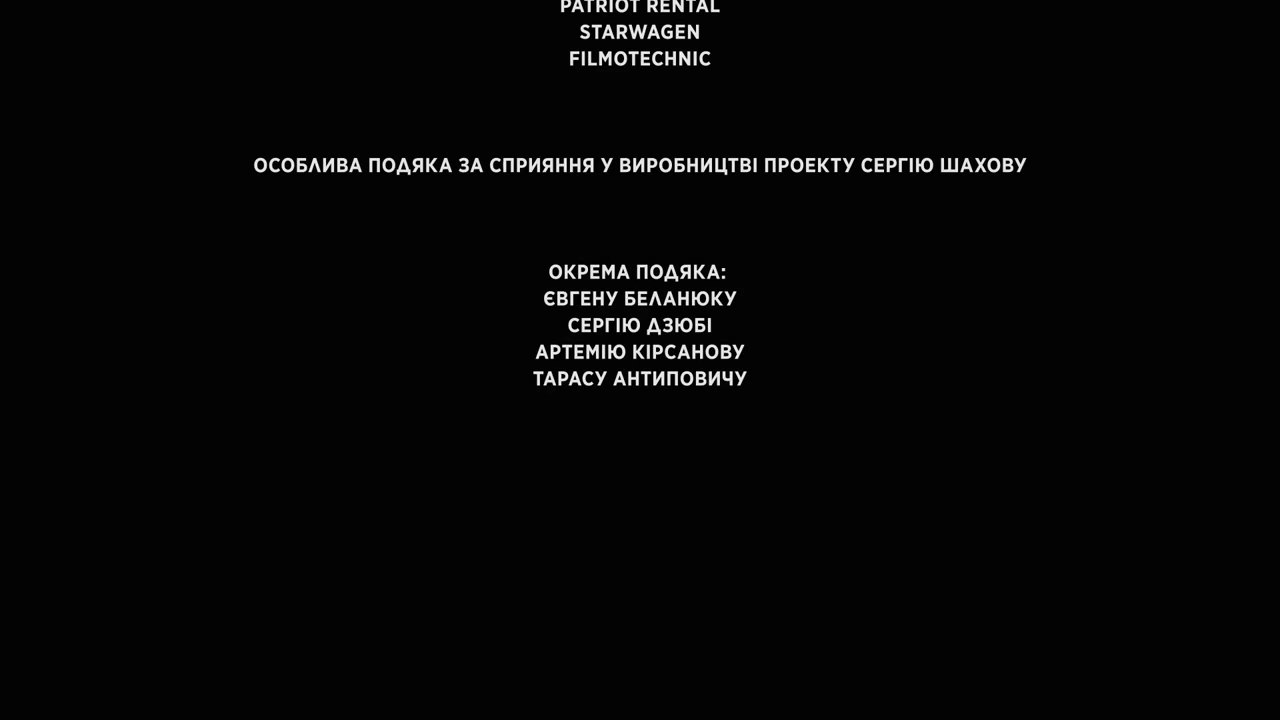 PATRIOT RENTAL
STARWAGEN
FILMOTECHNIC
ОСОБЛИВА ПОДЯКА ЗА СПРИЯННЯ У ВИРОБНИЦТВІ ПРОЕКТУ СЕРГІЮ ШАХОВУ
ОКРЕМА ПОДЯКА:
ЄВГЕНУ БЕЛАНЮКУ
СЕРГІЮ ДЗЮБІ
АРТЕМІЮ КІРСАНОВУ
ТАРАСУ АНТИПОВИЧУ